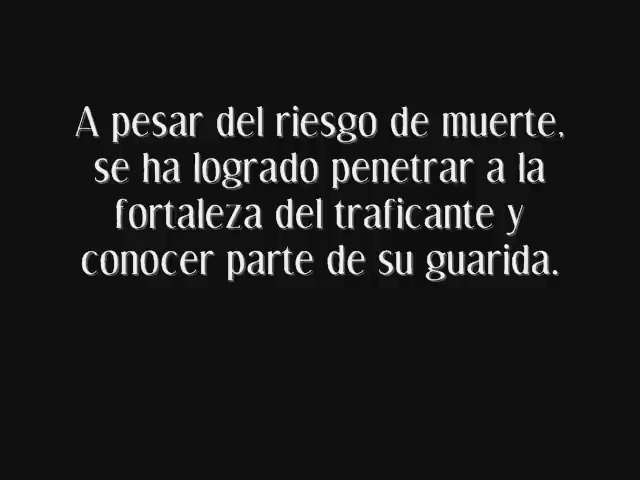 A pesar del riesgo de muerte,
se ha logrado penetrar a la
fortaleza del traficante y
conocer parte de su guarida.